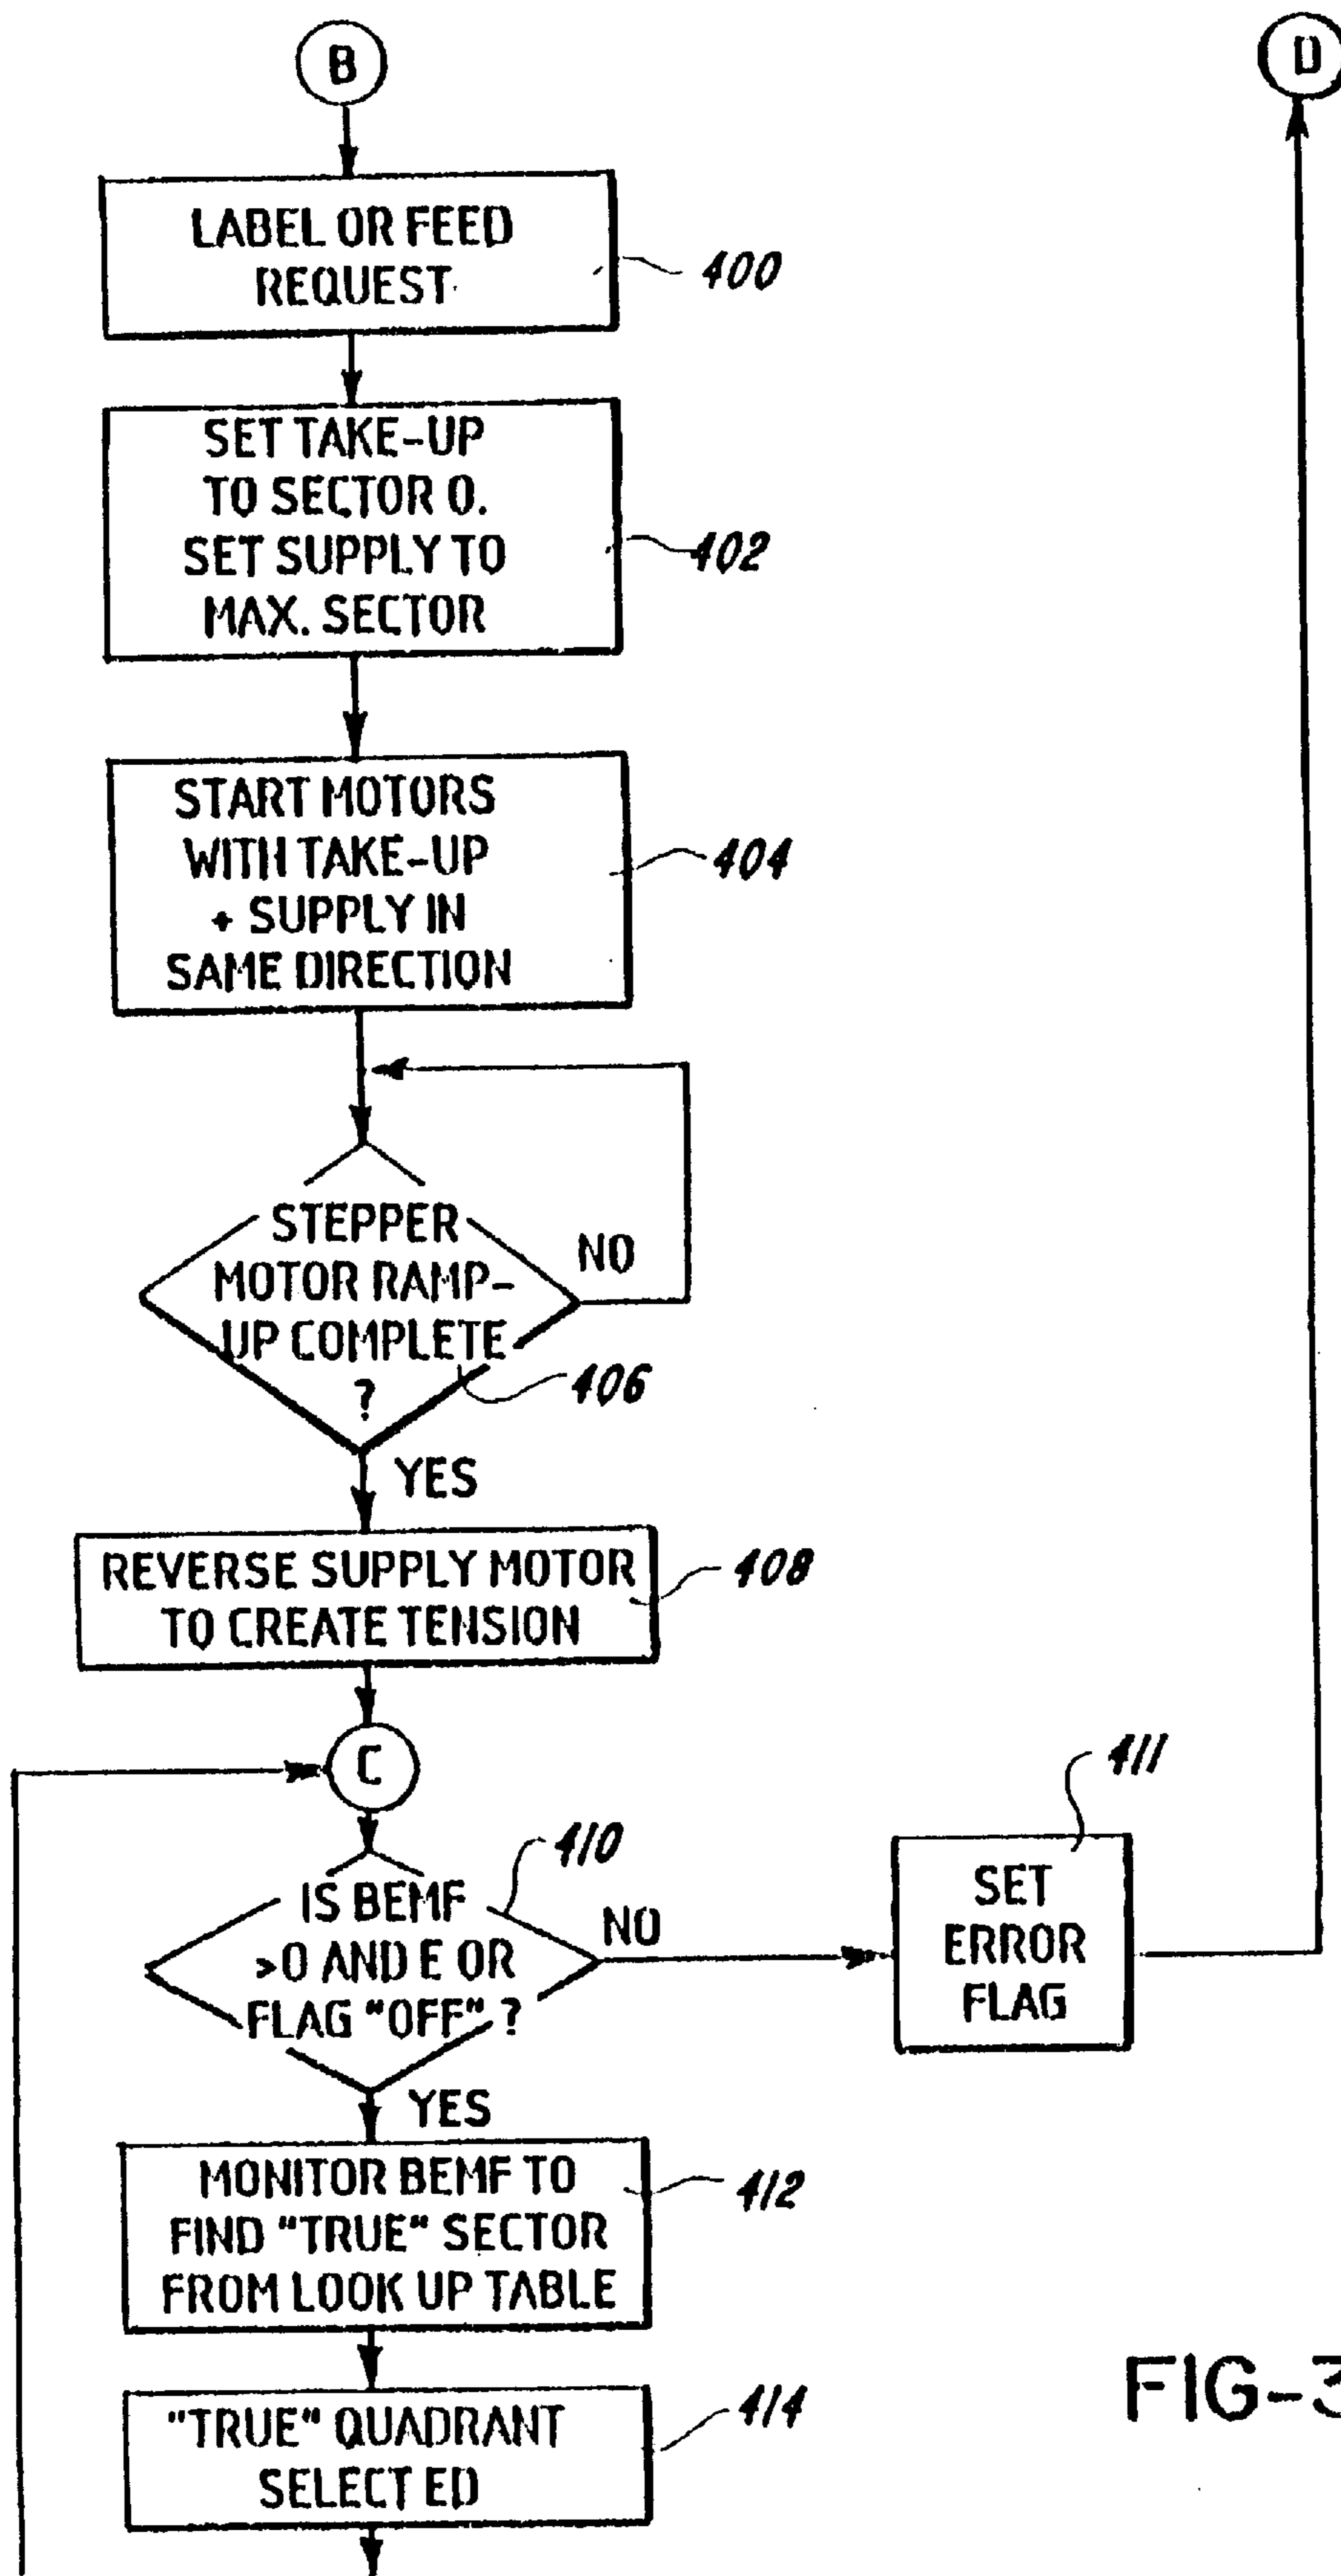 B
D
LABEL OR FEED
REQUEST
400
SET TAKE-UP
TO SECTOR 0.
SET SUPPLY TO
MAX. SECTOR
402
START MOTORS
WITH TAKE-UP
+ SUPPLY IN
SAME DIRECTION
404
STEPPER
MOTOR RAMP-
UP COMPLETE
?
NO
406
YES
REVERSE SUPPLY MOTOR
TO CREATE TENSION
408
C
IS BEMF
>0 AND E OR
FLAG "OFF" ?
410
NO
411
SET
ERROR
FLAG
YES
MONITOR BEMF TO
FIND "TRUE" SECTOR
FROM LOOK UP TABLE
412
"TRUE" QUADRANT
SELECT ED
414
FIG-3